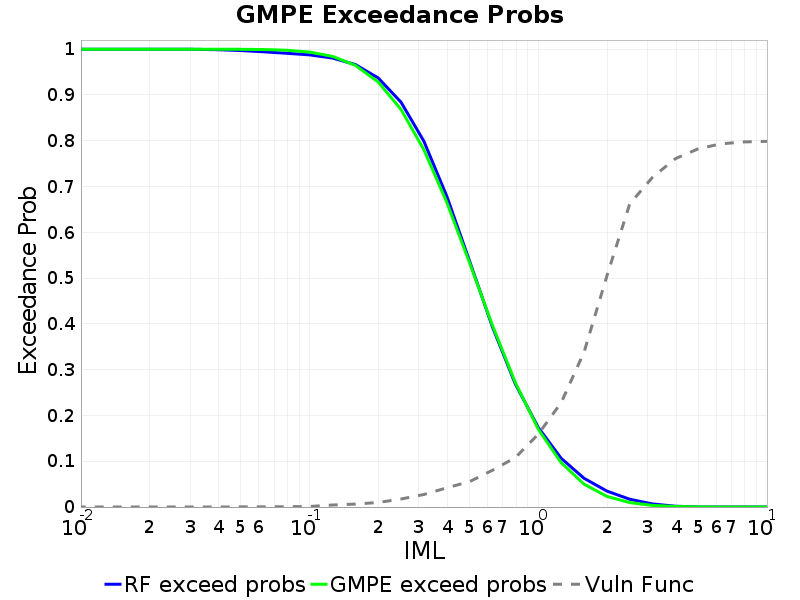 GMPE Exceedance Probs
Exceedance Prob
1
0.9
0.8
0.7
0.6
0.5
0.4
0.3
0.2
0.1
0
10^-2 2 3 4 5 6 10^-1 2 3 4 5 6 7 10^0 2 3 4 5 6 7 10^1
IML
RF exceed probs GMPE exceed probs Vuln Func